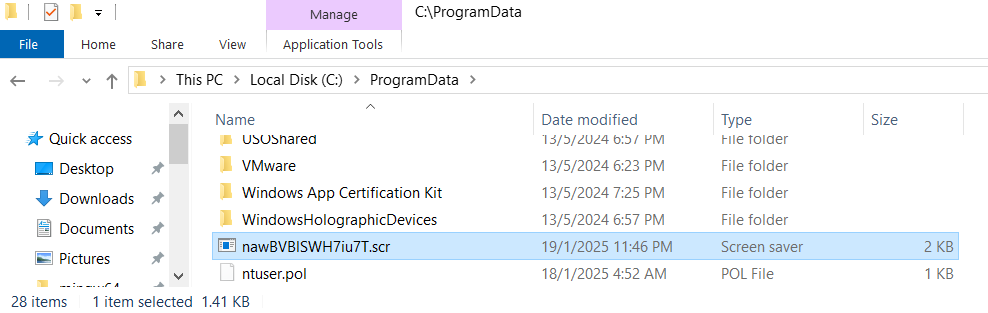 Manage C:\ProgramData
File Home Share View Application Tools
This PC Local Disk (C:) ProgramData
Name Date modified Type Size
Quick access USOShared 13/5/2024 6:57 PM File folder
Desktop VMware 13/5/2024 6:23 PM File folder
Downloads Windows App Certification Kit 13/5/2024 7:25 PM File folder
Documents WindowsHolographicDevices 13/5/2024 6:57 PM File folder
Pictures nawBVBlSWH7iu7T.scr 19/1/2025 11:46 PM Screen saver 2 KB
mingw64 ntuser.pol 18/1/2025 4:52 AM POL File 1 KB
28 items 1 item selected 1.41 KB